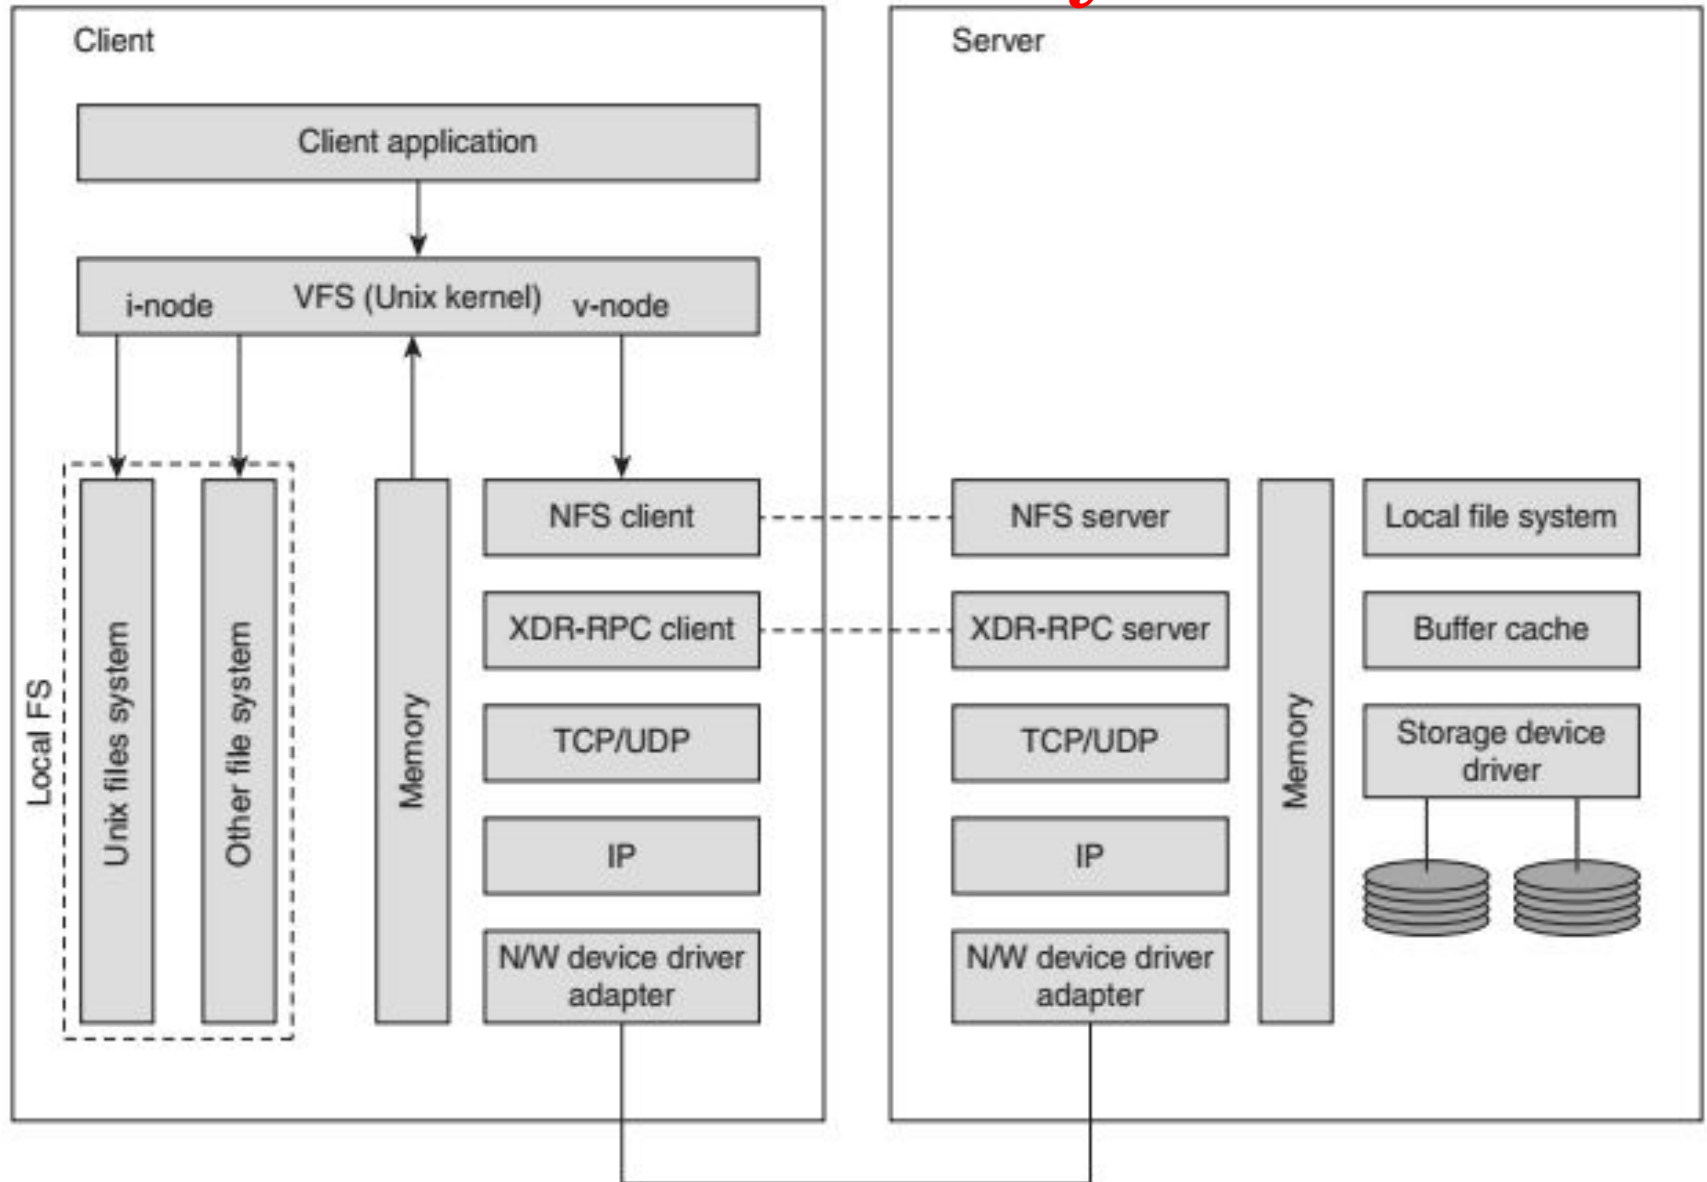 Client
Client application
VFS (Unix kernel)
i-node
v-node
Local FS
Unix files system
Other file system
Memory
NFS client
XDR-RPC client
TCP/UDP
IP
N/W device driver
adapter
Server
NFS server
XDR-RPC server
TCP/UDP
IP
N/W device driver
adapter
Memory
Local file system
Buffer cache
Storage device
driver